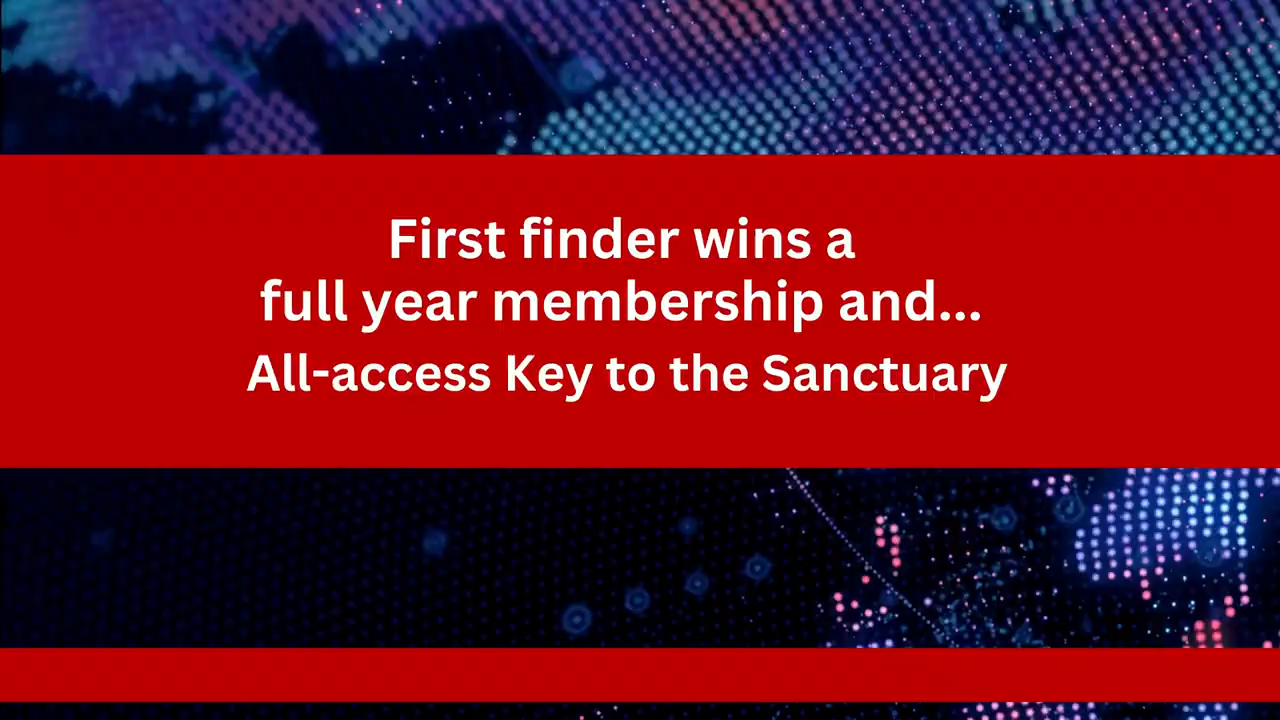 First finder wins a
full year membership and...
All-access Key to the Sanctuary